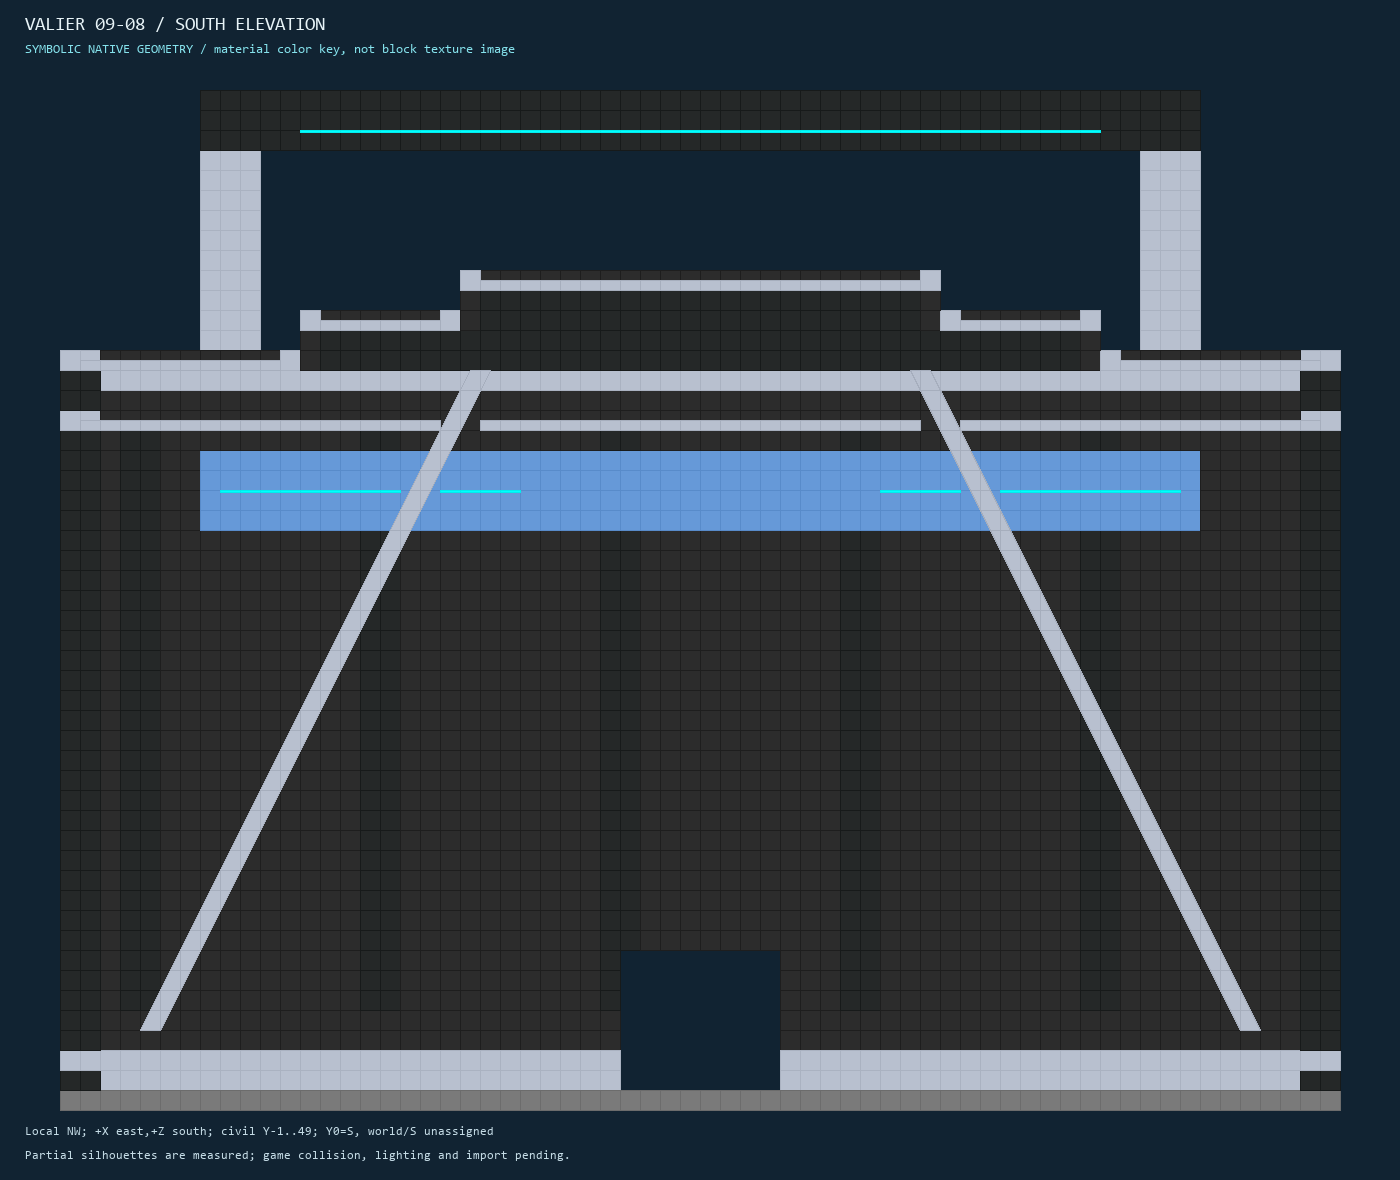 VALIER 09-08 / SOUTH ELEVATION
SYMBOLIC NATIVE GEOMETRY / material color key, not block texture image
Local NW; +X east,+Z south; civil Y-1..49; Y0=S, world/S unassigned
Partial silhouettes are measured; game collision, lighting and import pending.